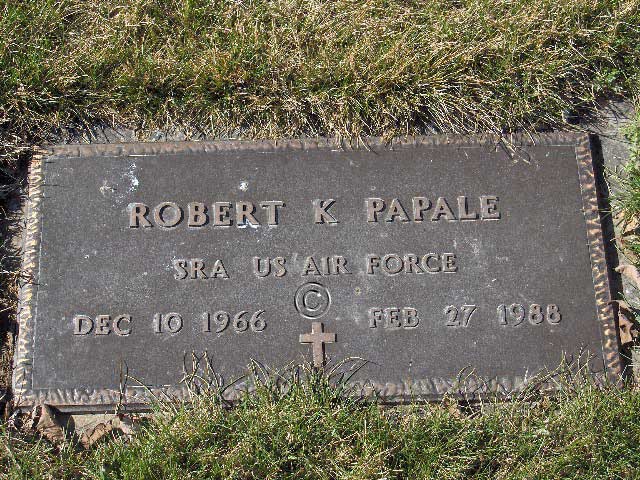 ROBERT K PAPALE
SRA US AIR FORCE
©
DEC 10 1966 FEB 27 1988